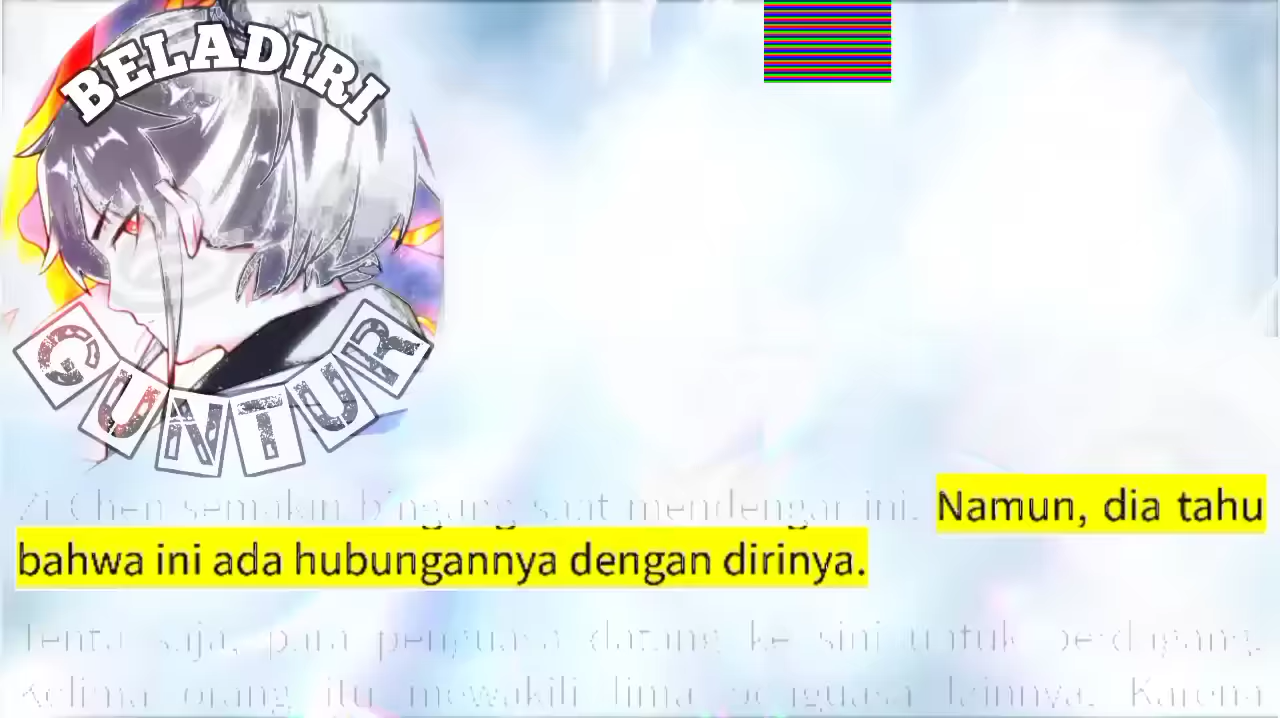 BELADIRI
GUNTUR
Zi Chen semakin bingung saat mendengar ini. Namun, dia tahu
bahwa ini ada hubungannya dengan dirinya.
Tentu saja, para penguasa datang ke sini untuk berdagang.
Kelima orang itu mewakili lima penguasa lainnya. Karena